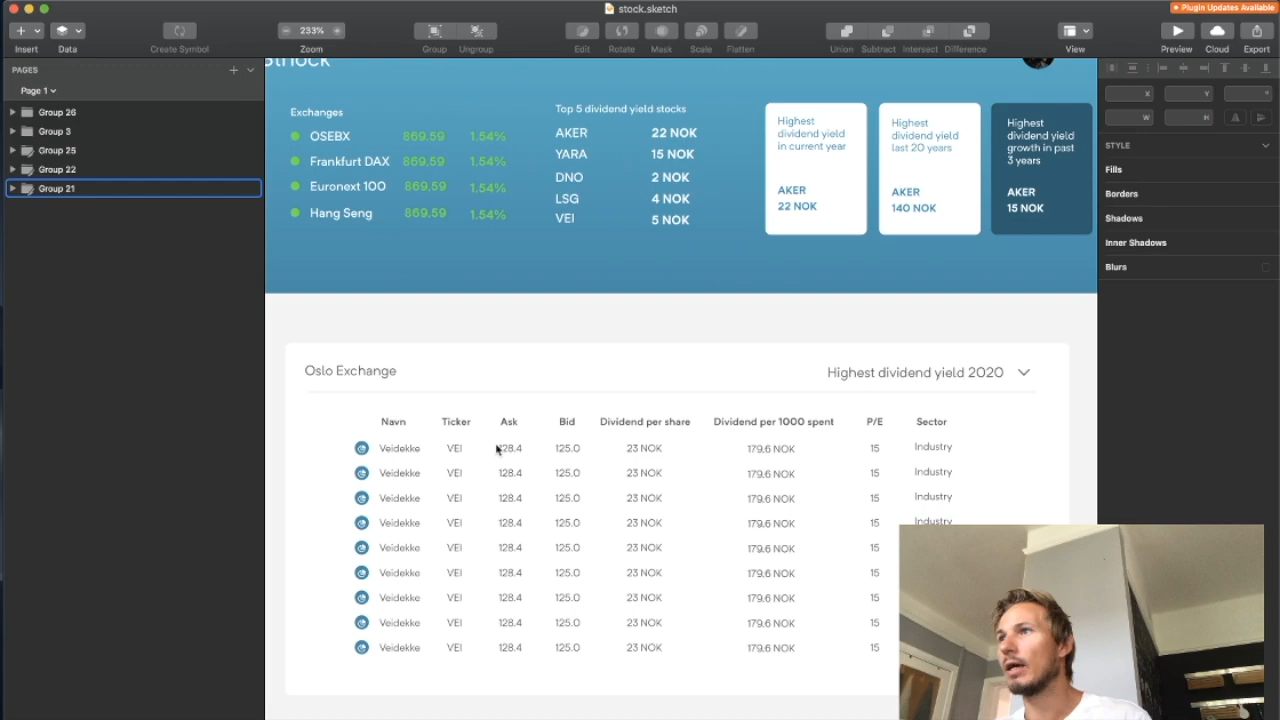 stock.sketch
Plugin Updates Available
233%
Insert Data Create Symbol Zoom Group Ungroup Edit Rotate Mask Scale Flatten Union Subtract Intersect Difference View Preview Cloud Export
PAGES
Page 1
Group 26
Group 3
Group 25
Group 22
Group 21
Exchanges
OSEBX 869.59 1.54%
Frankfurt DAX 869.59 1.54%
Euronext 100 869.59 1.54%
Hang Seng 869.59 1.54%
Top 5 dividend yield stocks
AKER 22 NOK
YARA 15 NOK
DNO 2 NOK
LSG 4 NOK
VEI 5 NOK
Highest
dividend yield
in current year
AKER
22 NOK
Highest
dividend yield
last 20 years
AKER
140 NOK
Highest
dividend yield
growth in past
3 years
AKER
15 NOK
X Y
W H
STYLE
Fills
Borders
Shadows
Inner Shadows
Blurs
Oslo Exchange Highest dividend yield 2020
Navn Ticker Ask Bid Dividend per share Dividend per 1000 spent P/E Sector
Veidekke VEI 128.4 125.0 23 NOK 179.6 NOK 15 Industry
Veidekke VEI 128.4 125.0 23 NOK 179.6 NOK 15 Industry
Veidekke VEI 128.4 125.0 23 NOK 179.6 NOK 15 Industry
Veidekke VEI 128.4 125.0 23 NOK 179.6 NOK 15 Industry
Veidekke VEI 128.4 125.0 23 NOK 179.6 NOK 15
Veidekke VEI 128.4 125.0 23 NOK 179.6 NOK 15
Veidekke VEI 128.4 125.0 23 NOK 179.6 NOK 15
Veidekke VEI 128.4 125.0 23 NOK 179.6 NOK 15
Veidekke VEI 128.4 125.0 23 NOK 179.6 NOK 15